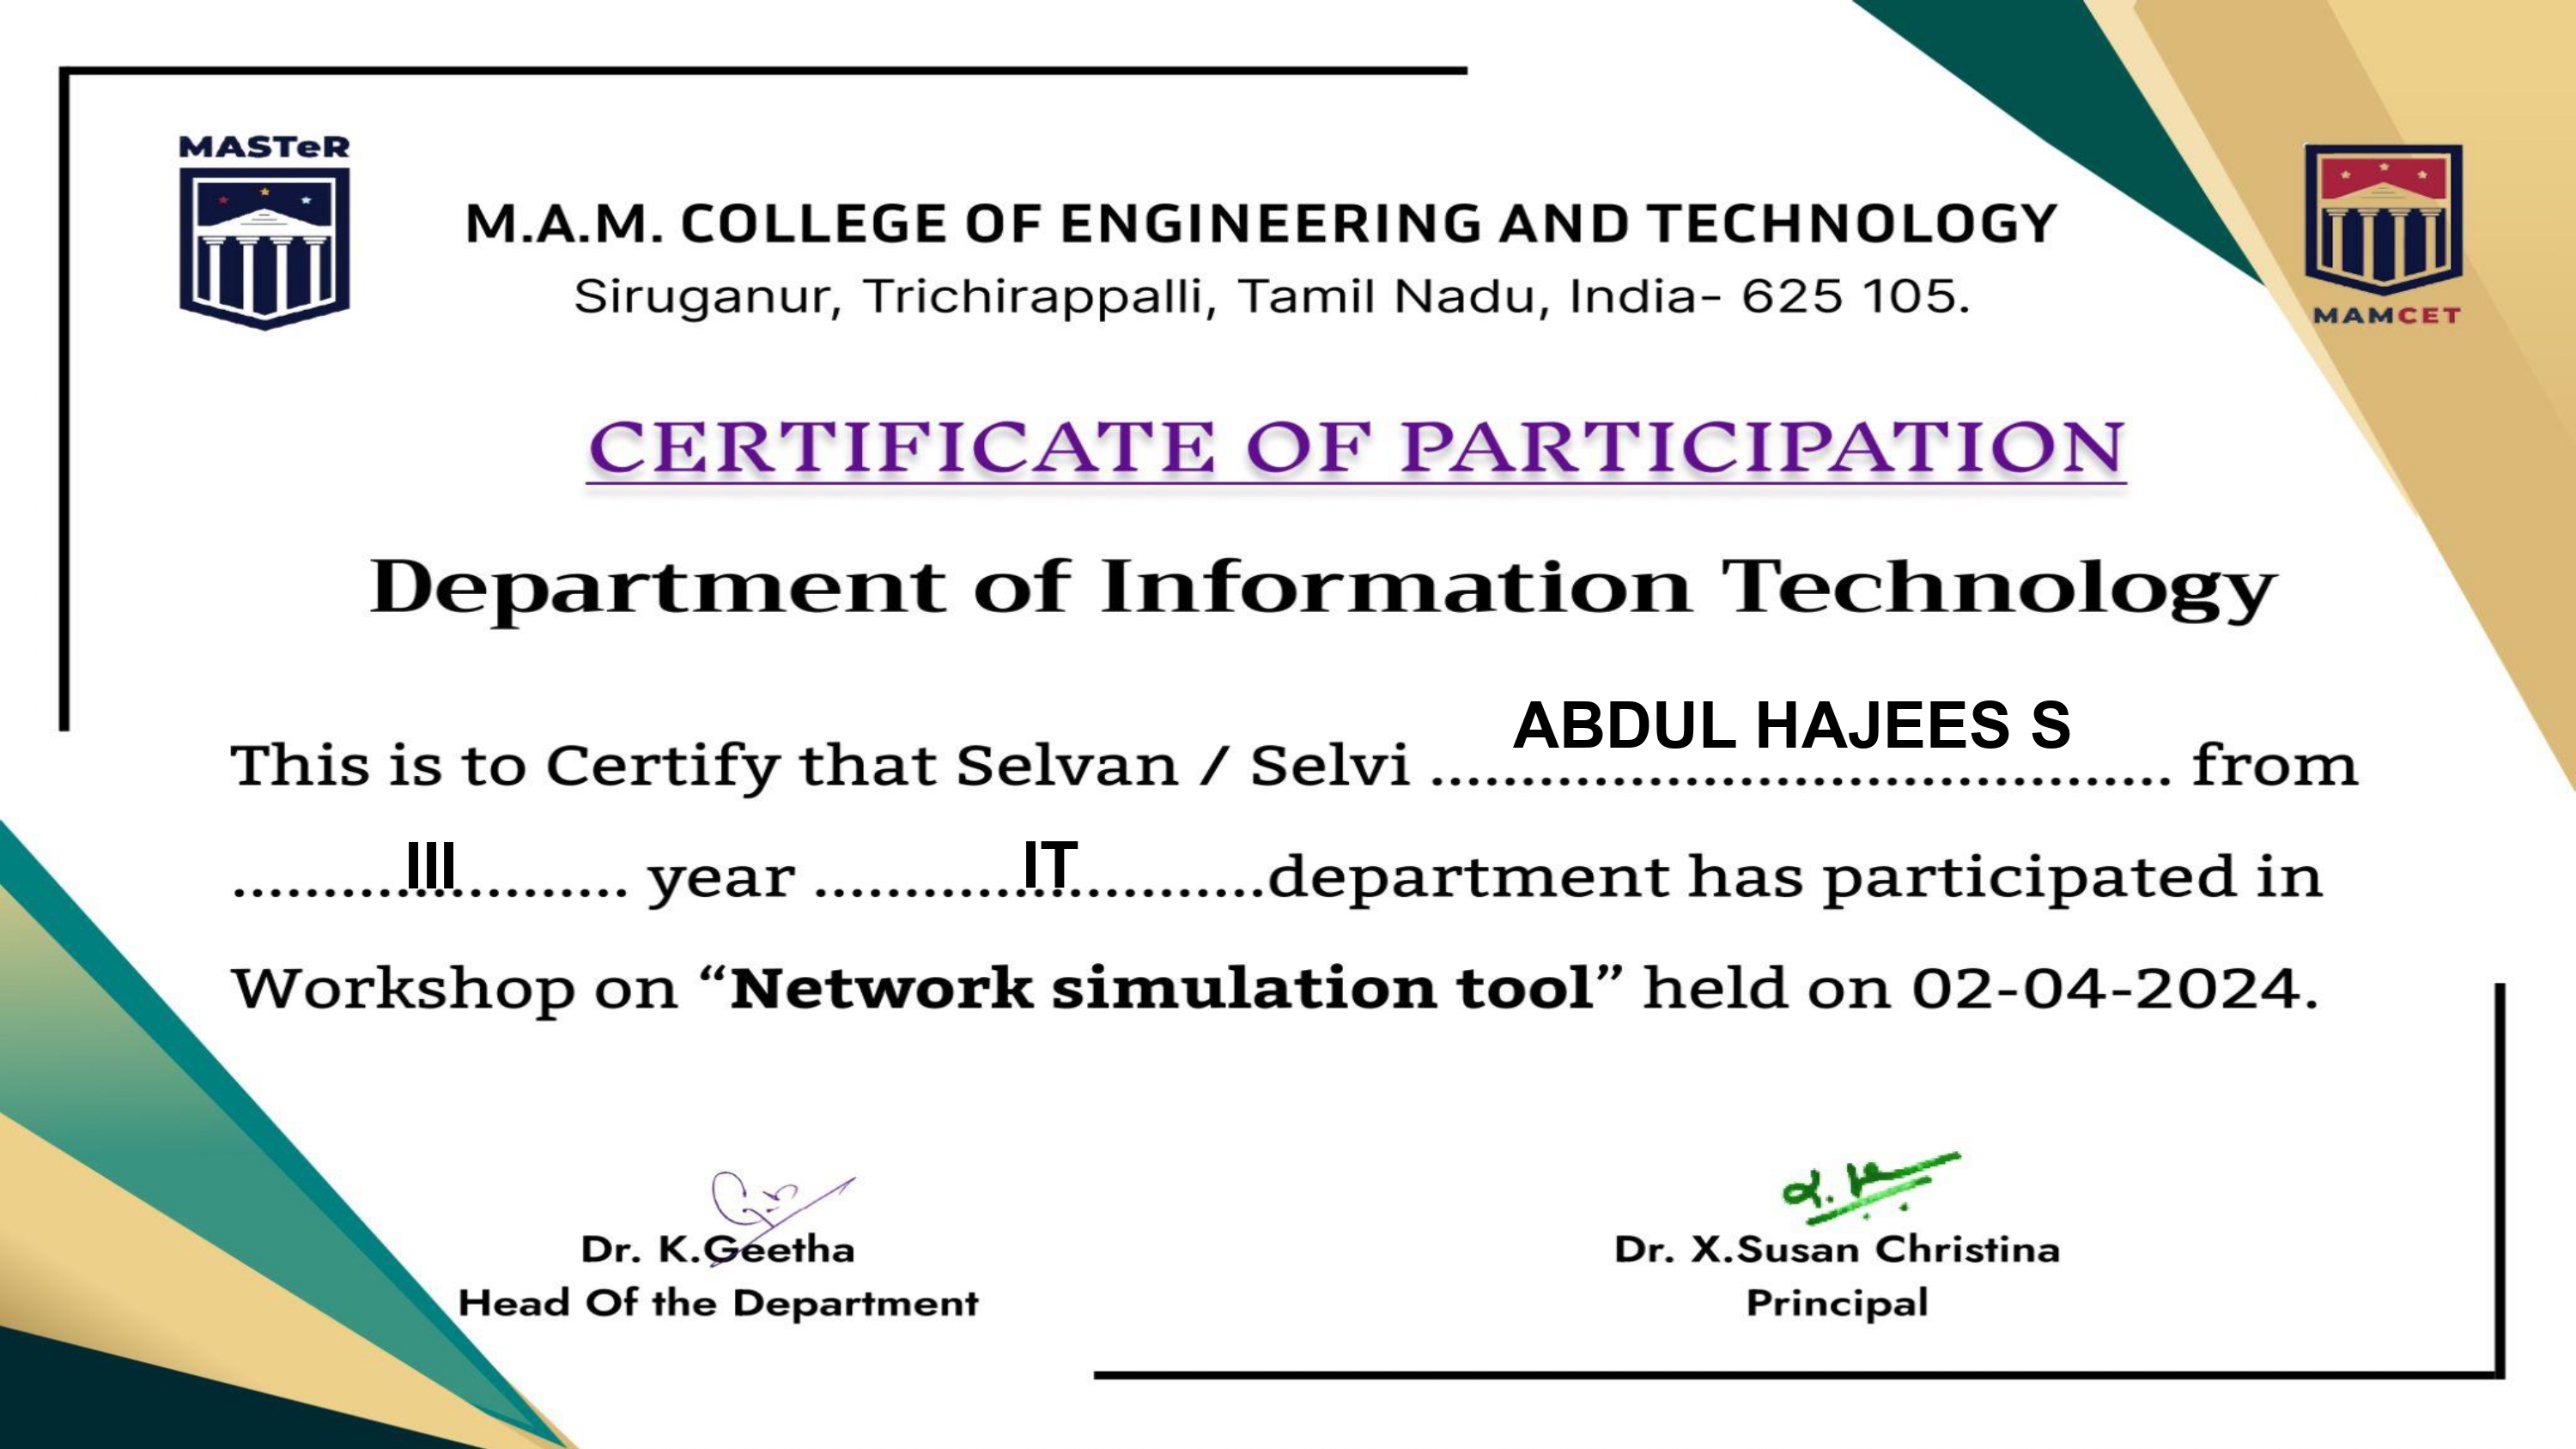 MASTeR
M.A.M. COLLEGE OF ENGINEERING AND TECHNOLOGY
Siruganur, Trichirappalli, Tamil Nadu, India- 625 105.
MAMCET
CERTIFICATE OF PARTICIPATION
Department of Information Technology
This is to Certify that Selvan / Selvi ABDUL HAJEES S from
III year IT department has participated in
Workshop on “Network simulation tool” held on 02-04-2024.
Dr. K.Geetha
Head Of the Department
Dr. X.Susan Christina
Principal